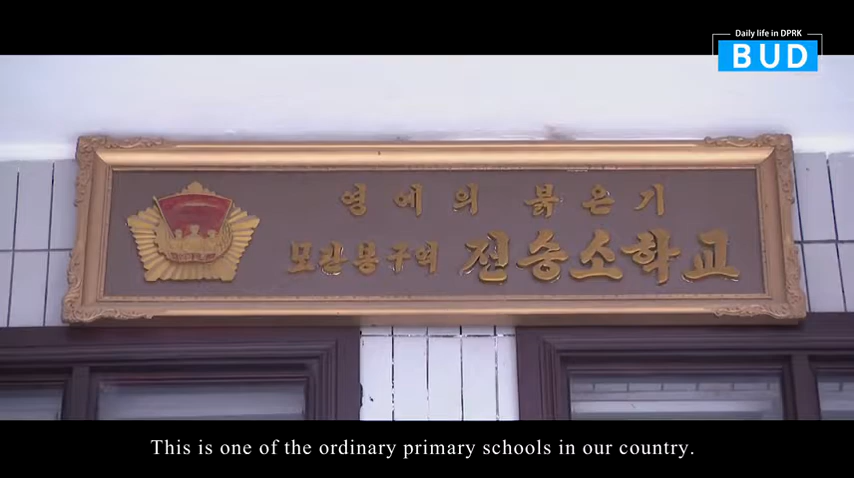 Daily life in DPRK
BUD
영예의 붉은기
모란봉구역 전승소학교
This is one of the ordinary primary schools in our country.